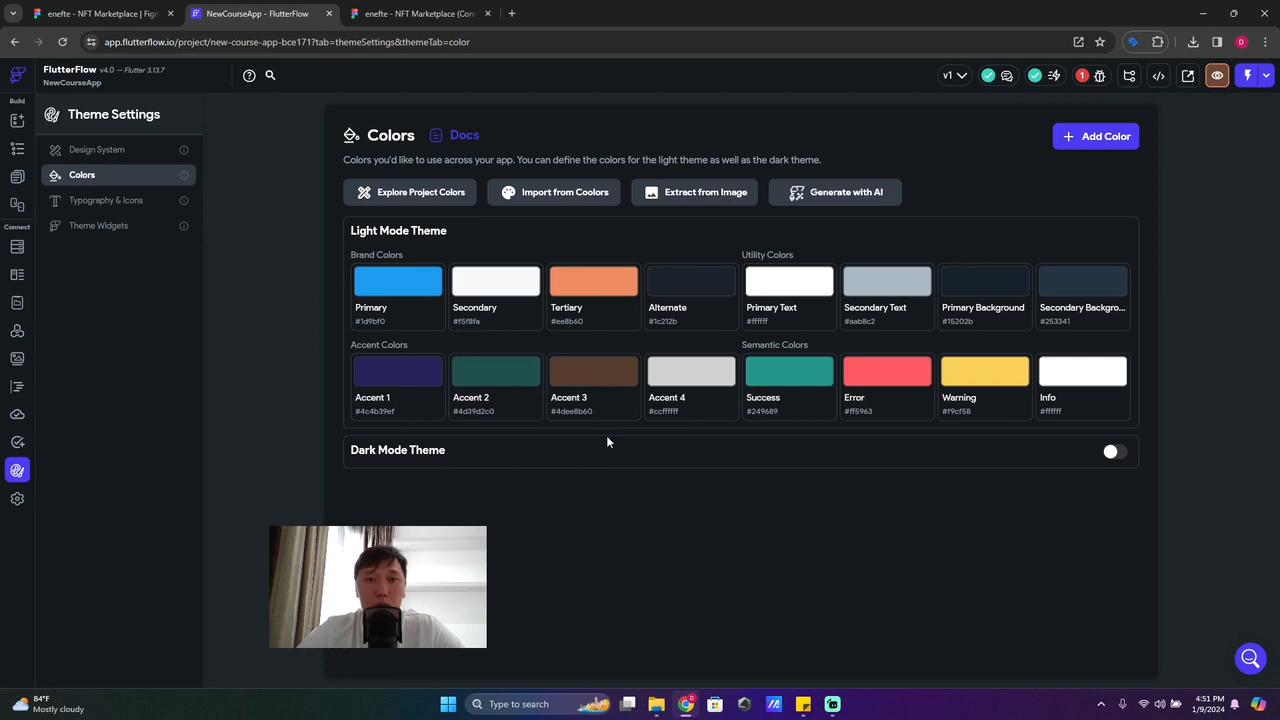 enefte - NFT Marketplace | Figm
NewCourseApp - FlutterFlow
enefte - NFT Marketplace (Com
app.flutterflow.io/project/new-course-app-bce171?tab=themeSettings&themeTab=color
D
FlutterFlow v4.0 - Flutter 3.13.7
NewCourseApp
v1
1
Build
Connect
Theme Settings
Design System
Colors
Typography & Icons
Theme Widgets
Colors Docs
Add Color
Colors you'd like to use across your app. You can define the colors for the light theme as well as the dark theme.
Explore Project Colors
Import from Coolors
Extract from Image
Generate with AI
Light Mode Theme
Brand Colors
Utility Colors
Primary
Secondary
Tertiary
Alternate
Primary Text
Secondary Text
Primary Background
Secondary Backgro...
#1d9bf0
#f5f8fa
#ee8b60
#1c212b
#ffffff
#aab8c2
#15202b
#253341
Accent Colors
Semantic Colors
Accent 1
Accent 2
Accent 3
Accent 4
Success
Error
Warning
Info
#4c4b39ef
#4d39d2c0
#4dee8b60
#ccffffff
#249689
#ff5963
#f9cf58
#ffffff
Dark Mode Theme
84°F
Mostly cloudy
Type to search
4:51 PM
1/9/2024